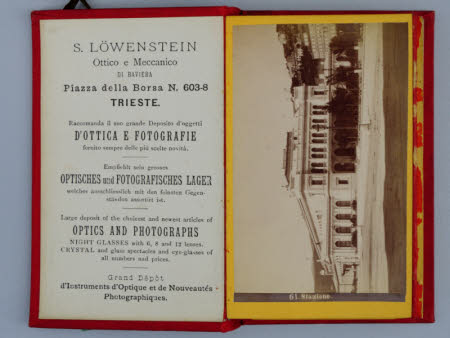 S. LÖWENSTEIN
Ottico e Meccanico
DI BAVIERA
Piazza della Borsa N. 603-8
TRIESTE.
Raccomanda il suo grande Deposito d'oggetti
D'OTTICA E FOTOGRAFIE
fornito sempre delle più scelte novità.
Empfiehlt sein grosses
OPTISCHES und FOTOGRAFISCHES LAGER
welches ausschliesslich mit den feinsten Gegen-
ständen assortirt ist.
Large deposit of the choicest and newest articles of
OPTICS AND PHOTOGRAPHS
NIGHT GLASSES with 6, 8 and 12 lenses.
CRYSTAL and glass spectacles and eye-glasses of
all numbers and prices.
Grand Dépôt
d'Instruments d'Optique et de Nouveautés
Photographiques.
61. Stazione